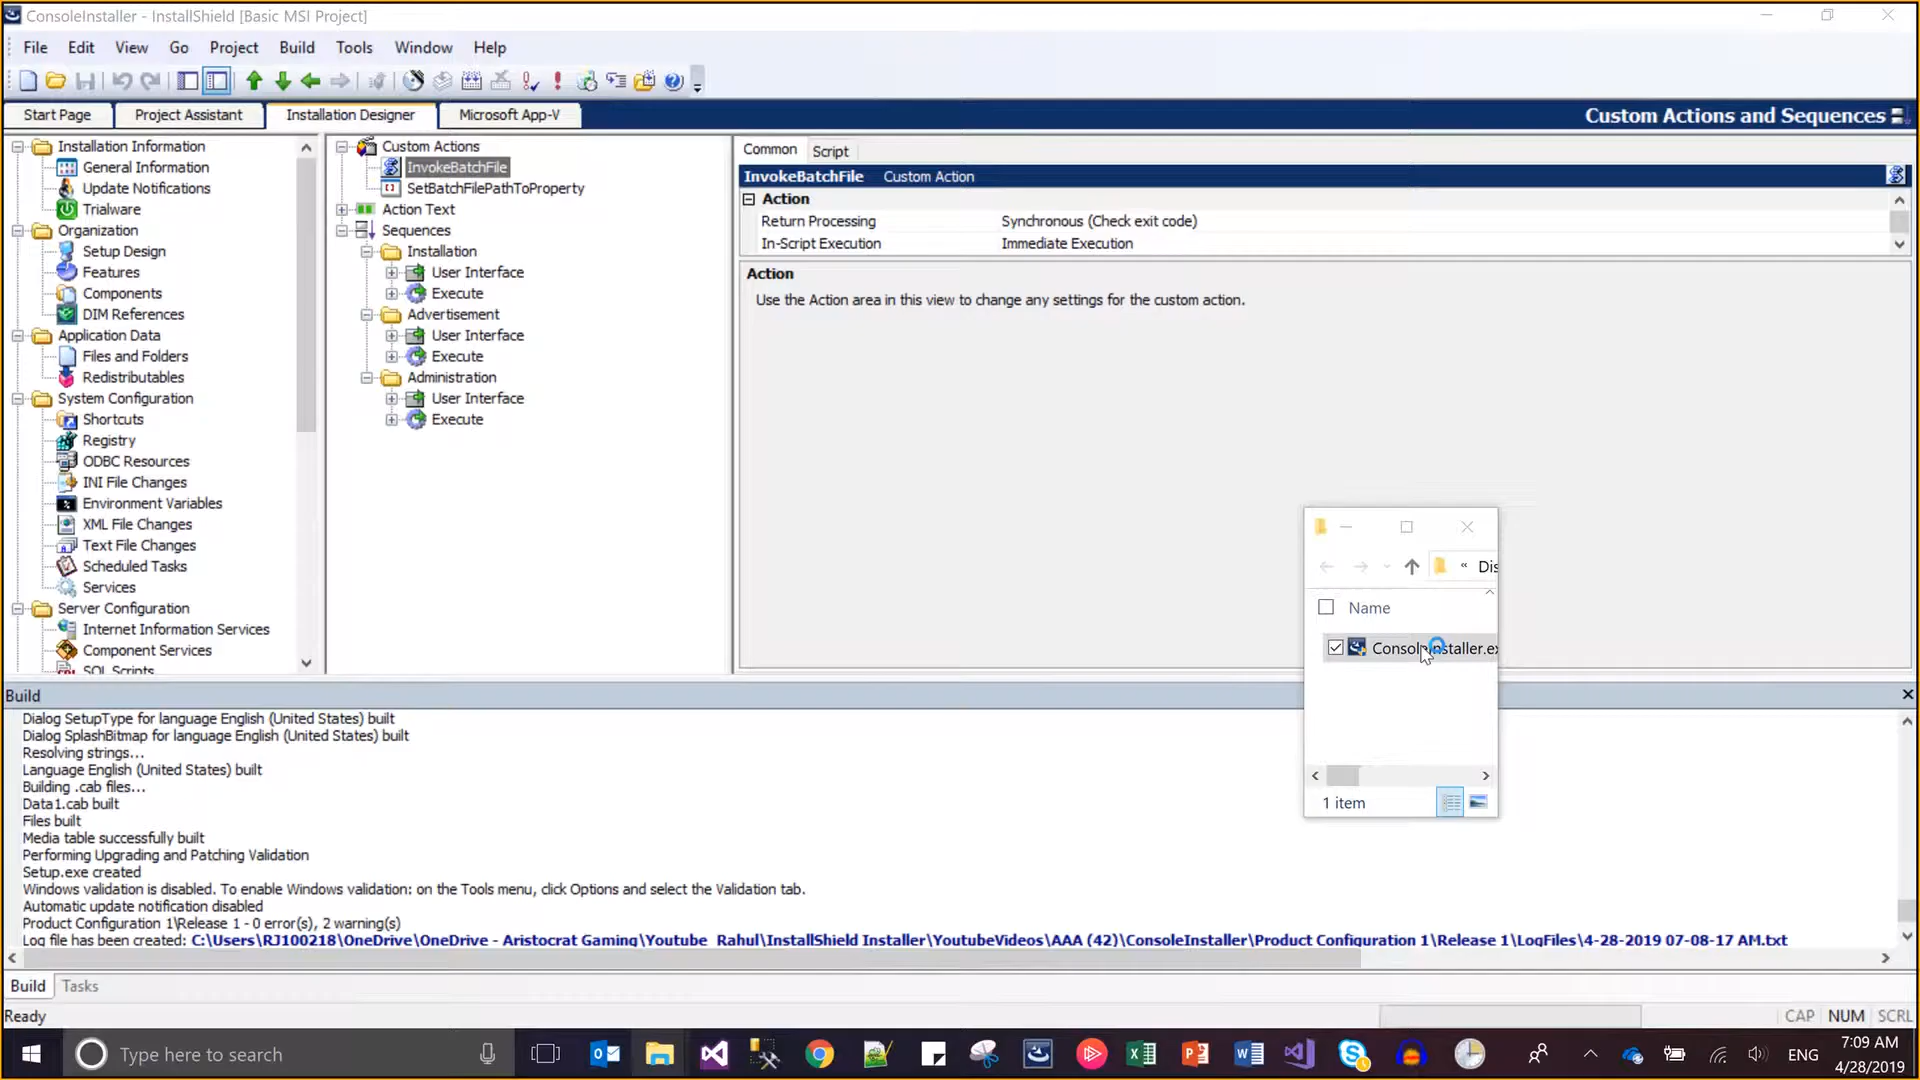 ConsoleInstaller - InstallShield [Basic MSI Project]
File Edit View Go Project Build Tools Window Help
Start Page Project Assistant Installation Designer Microsoft App-V Custom Actions and Sequences
Installation Information
General Information
Update Notifications
Trialware
Organization
Setup Design
Features
Components
DIM References
Application Data
Files and Folders
Redistributables
System Configuration
Shortcuts
Registry
ODBC Resources
INI File Changes
Environment Variables
XML File Changes
Text File Changes
Scheduled Tasks
Services
Server Configuration
Internet Information Services
Component Services
SQL Scripts
Custom Actions
InvokeBatchFile
SetBatchFilePathToProperty
Action Text
Sequences
Installation
User Interface
Execute
Advertisement
User Interface
Execute
Administration
User Interface
Execute
Common Script
InvokeBatchFile Custom Action
Action
Return Processing Synchronous (Check exit code)
In-Script Execution Immediate Execution
Action
Use the Action area in this view to change any settings for the custom action.
« Dis
Name
ConsoleInstaller.ex
1 item
Build
Dialog SetupType for language English (United States) built
Dialog SplashBitmap for language English (United States) built
Resolving strings...
Language English (United States) built
Building .cab files...
Data1.cab built
Files built
Media table successfully built
Performing Upgrading and Patching Validation
Setup.exe created
Windows validation is disabled. To enable Windows validation: on the Tools menu, click Options and select the Validation tab.
Automatic update notification disabled
Product Configuration 1\Release 1 - 0 error(s), 2 warning(s)
Log file has been created: C:\Users\RJ100218\OneDrive\OneDrive - Aristocrat Gaming\Youtube_Rahul\InstallShield Installer\YoutubeVideos\AAA (42)\ConsoleInstaller\Product Configuration 1\Release 1\LogFiles\4-28-2019 07-08-17 AM.txt
Build Tasks
Ready CAP NUM SCRL
Type here to search
ENG
7:09 AM
4/28/2019